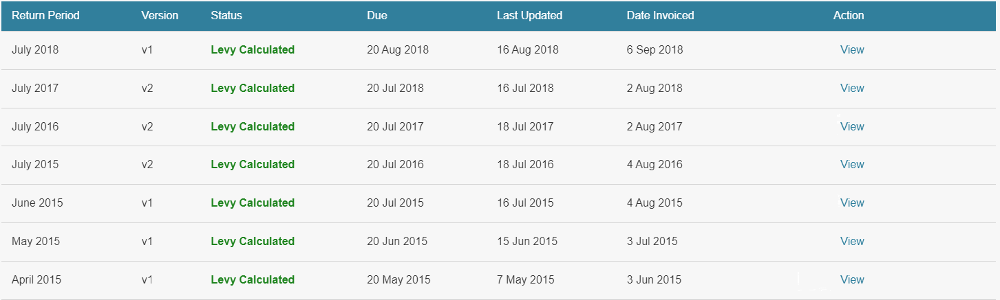 Return Period Version Status Due Last Updated Date Invoiced Action
July 2018 v1 Levy Calculated 20 Aug 2018 16 Aug 2018 6 Sep 2018 View
July 2017 v2 Levy Calculated 20 Jul 2018 16 Jul 2018 2 Aug 2018 View
July 2016 v2 Levy Calculated 20 Jul 2017 18 Jul 2017 2 Aug 2017 View
July 2015 v2 Levy Calculated 20 Jul 2016 18 Jul 2016 4 Aug 2016 View
June 2015 v1 Levy Calculated 20 Jul 2015 16 Jul 2015 4 Aug 2015 View
May 2015 v1 Levy Calculated 20 Jun 2015 15 Jun 2015 3 Jul 2015 View
April 2015 v1 Levy Calculated 20 May 2015 7 May 2015 3 Jun 2015 View